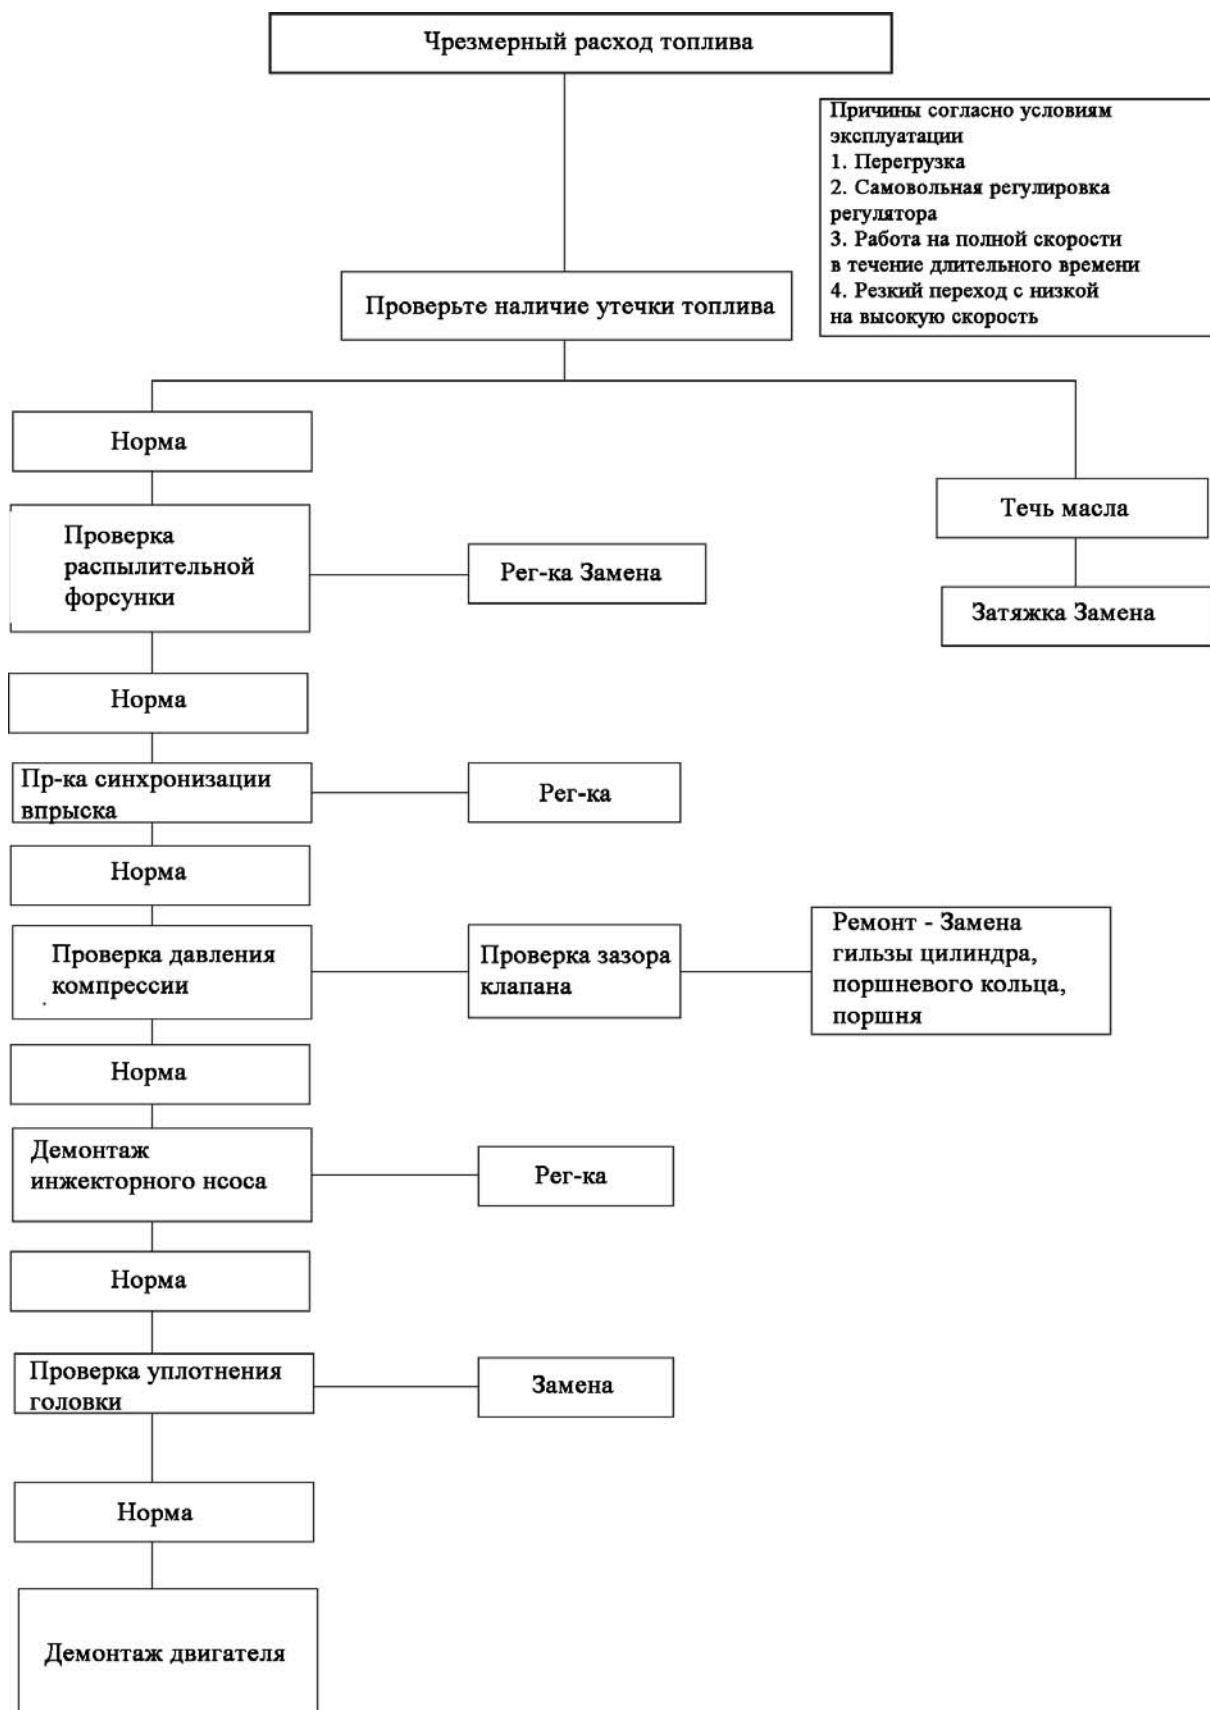 Чрезмерный расход топлива
Причины согласно условиям
эксплуатации
1. Перегрузка
2. Самовольная регулировка
регулятора
3. Работа на полной скорости
в течение длительного времени
4. Резкий переход с низкой
на высокую скорость
Проверьте наличие утечки топлива
Норма
Течь масла
Затяжка Замена
Проверка
распылительной
форсунки
Рег-ка Замена
Норма
Пр-ка синхронизации
впрыска
Рег-ка
Норма
Проверка давления
компрессии
Проверка зазора
клапана
Ремонт - Замена
гильзы цилиндра,
поршневого кольца,
поршня
Норма
Демонтаж
инжекторного нсоса
Рег-ка
Норма
Проверка уплотнения
головки
Замена
Норма
Демонтаж двигателя